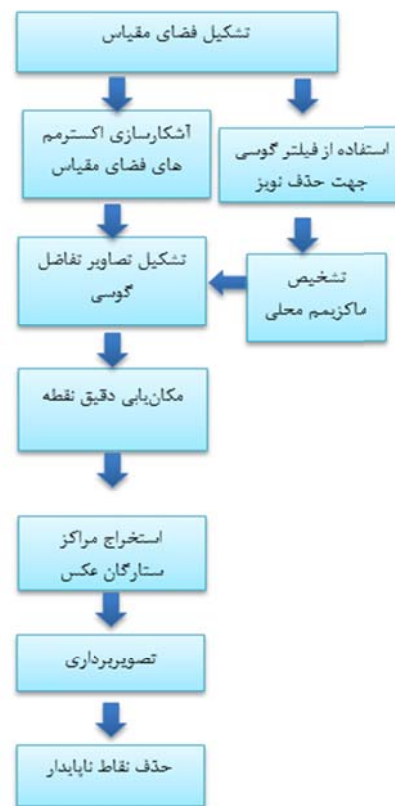 تشکیل فضای مقیاس
آشکارسازی اکسترمم
های فضای مقیاس
استفاده از فیلتر گوسی
جهت حذف نویز
تشکیل تصاویر تفاضل
گوسی
تشخیص
ماکزیمم محلی
مکان‌یابی دقیق نقطه
استخراج مراکز
ستارگان عکس
تصویربرداری
حذف نقاط ناپایدار